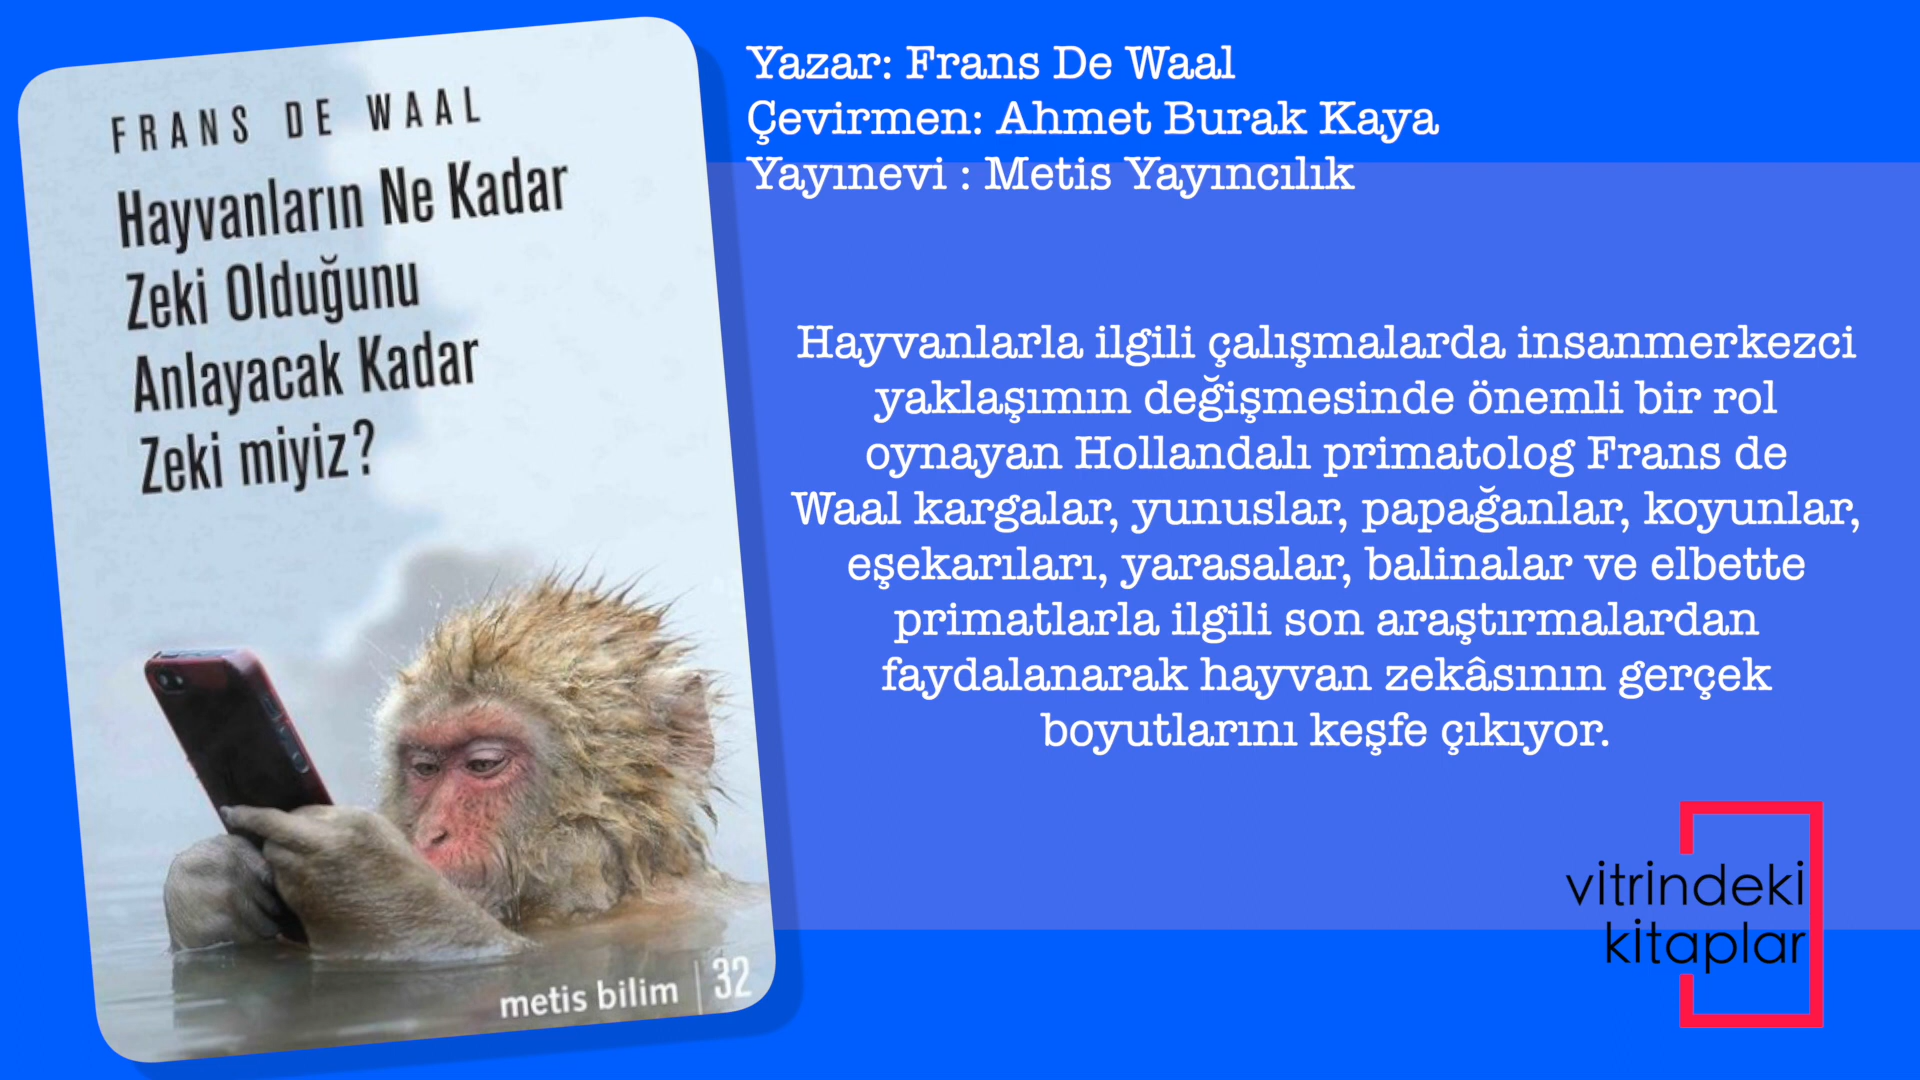 FRANS DE WAAL
Hayvanların Ne Kadar
Zeki Olduğunu
Anlayacak Kadar
Zeki miyiz?
metis bilim | 32
Yazar: Frans De Waal
Çevirmen: Ahmet Burak Kaya
Yayınevi : Metis Yayıncılık
Hayvanlarla ilgili çalışmalarda insanmerkezci
yaklaşımın değişmesinde önemli bir rol
oynayan Hollandalı primatolog Frans de
Waal kargalar, yunuslar, papağanlar, koyunlar,
eşekarıları, yarasalar, balinalar ve elbette
primatlarla ilgili son araştırmalardan
faydalanarak hayvan zekâsının gerçek
boyutlarını keşfe çıkıyor.
vitrindeki
kitaplar